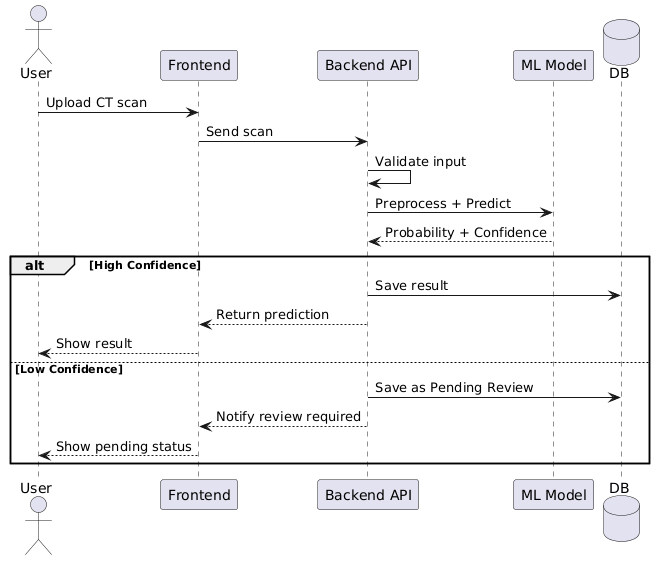 User
Frontend
Backend API
ML Model
DB
Upload CT scan
Send scan
Validate input
Preprocess + Predict
Probability + Confidence
alt [High Confidence]
Save result
Return prediction
Show result
[Low Confidence]
Save as Pending Review
Notify review required
Show pending status
User
Frontend
Backend API
ML Model
DB